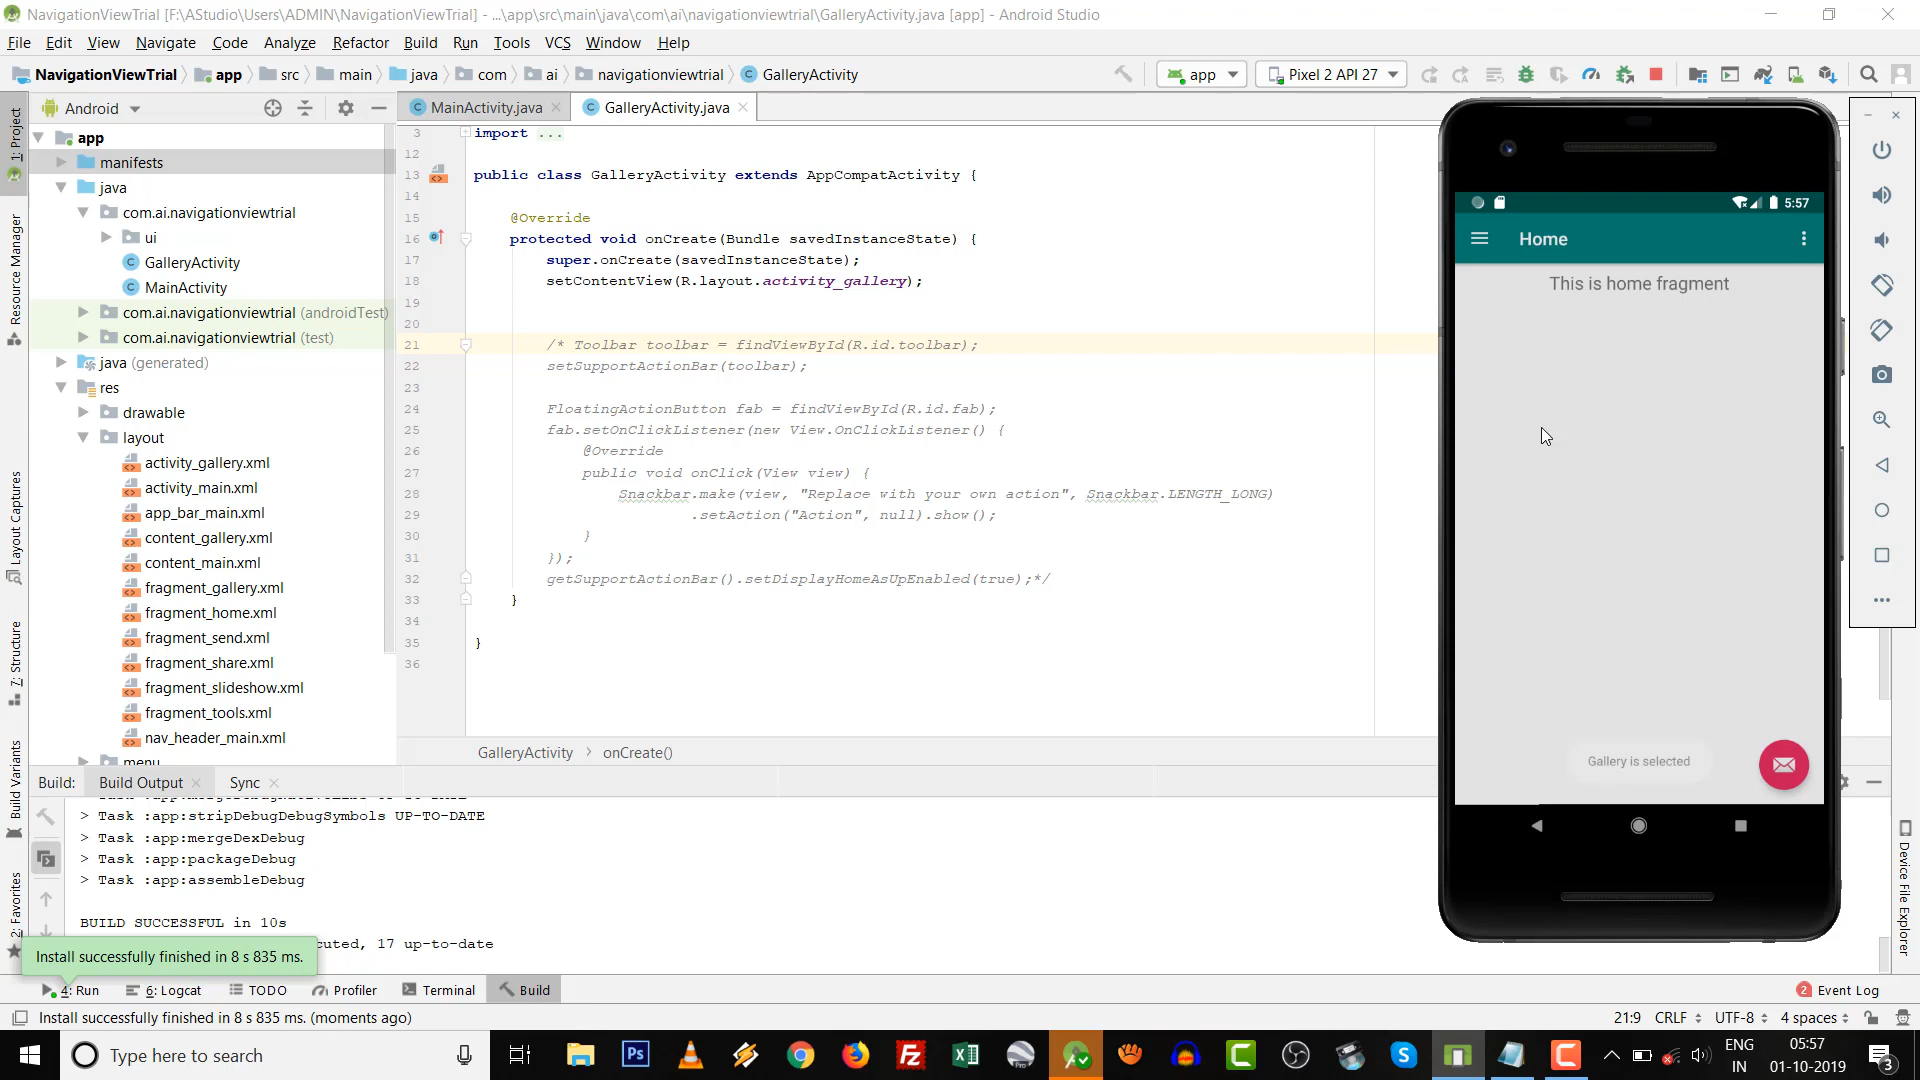 NavigationViewTrial [F:\AStudio\Users\ADMIN\NavigationViewTrial] - ...\app\src\main\java\com\ai\navigationviewtrial\GalleryActivity.java [app] - Android Studio
File Edit View Navigate Code Analyze Refactor Build Run Tools VCS Window Help
NavigationViewTrial app src main java com ai navigationviewtrial GalleryActivity app Pixel 2 API 27
Android
MainActivity.java
GalleryActivity.java
1: Project
Resource Manager
Layout Captures
7: Structure
Build Variants
2: Favorites
app
manifests
java
com.ai.navigationviewtrial
ui
GalleryActivity
MainActivity
com.ai.navigationviewtrial (androidTest)
com.ai.navigationviewtrial (test)
java (generated)
res
drawable
layout
activity_gallery.xml
activity_main.xml
app_bar_main.xml
content_gallery.xml
content_main.xml
fragment_gallery.xml
fragment_home.xml
fragment_send.xml
fragment_share.xml
fragment_slideshow.xml
fragment_tools.xml
nav_header_main.xml
menu
3 import ...
12
13 public class GalleryActivity extends AppCompatActivity {
14
15 @Override
16 protected void onCreate(Bundle savedInstanceState) {
17 super.onCreate(savedInstanceState);
18 setContentView(R.layout.activity_gallery);
19
20
21 /* Toolbar toolbar = findViewById(R.id.toolbar);
22 setSupportActionBar(toolbar);
23
24 FloatingActionButton fab = findViewById(R.id.fab);
25 fab.setOnClickListener(new View.OnClickListener() {
26 @Override
27 public void onClick(View view) {
28 Snackbar.make(view, "Replace with your own action", Snackbar.LENGTH_LONG)
29 .setAction("Action", null).show();
30 }
31 });
32 getSupportActionBar().setDisplayHomeAsUpEnabled(true);*/
33 }
34
35 }
36
GalleryActivity onCreate()
5:57
Home
This is home fragment
Gallery is selected
Build: Build Output Sync
> Task :app:stripDebugDebugSymbols UP-TO-DATE
> Task :app:mergeDexDebug
> Task :app:packageDebug
> Task :app:assembleDebug
BUILD SUCCESSFUL in 10s
cuted, 17 up-to-date
Install successfully finished in 8 s 835 ms.
Device File Explorer
4: Run 6: Logcat TODO Profiler Terminal Build 2 Event Log
Install successfully finished in 8 s 835 ms. (moments ago) 21:9 CRLF UTF-8 4 spaces
Type here to search
Ps
Fz
Pro
ENG
IN
05:57
01-10-2019
3